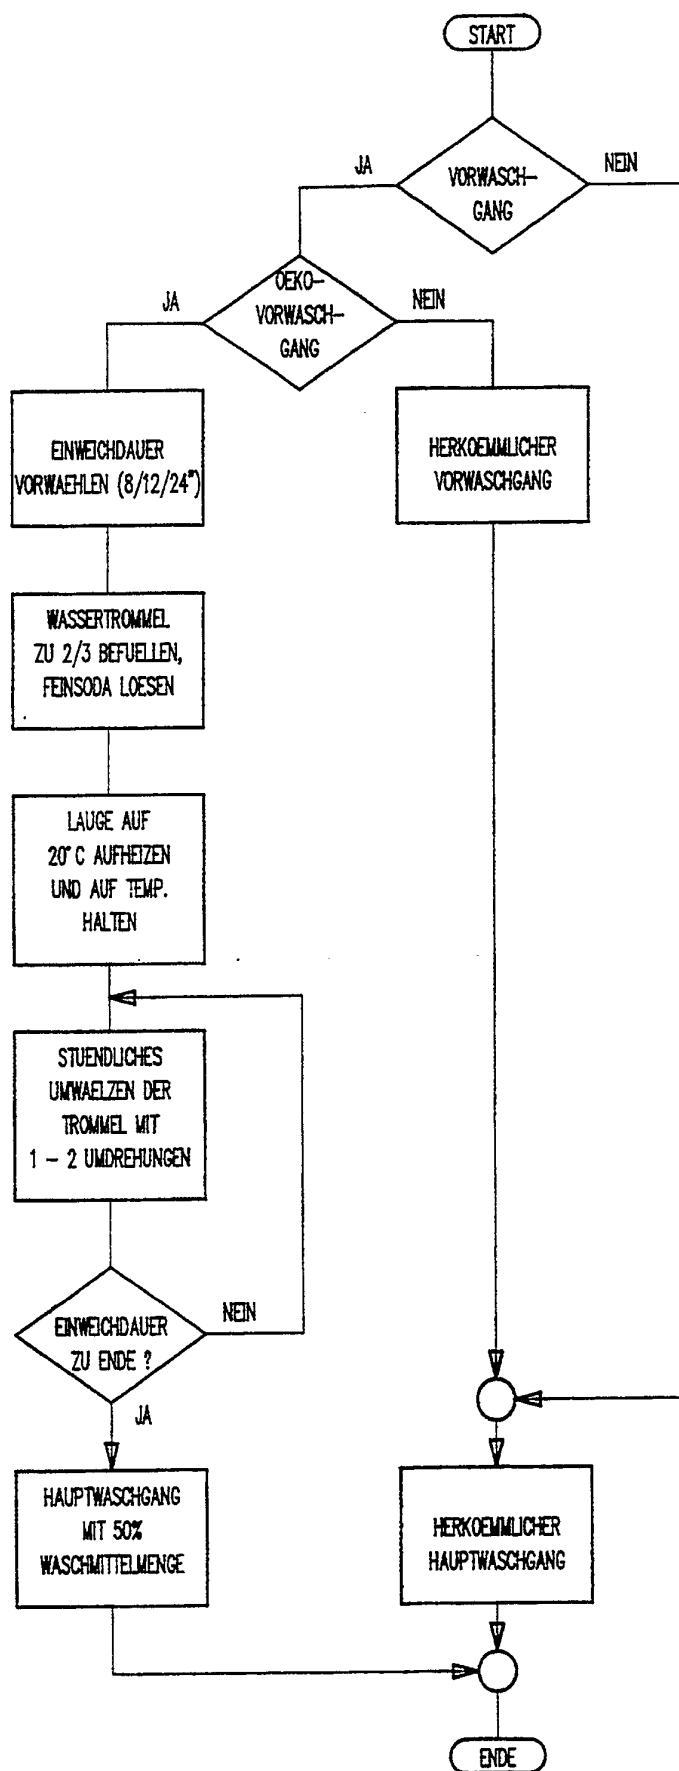 START
JA
VORWASCH-
GANG
NEIN
JA
OEKO-
VORWASCH-
GANG
NEIN
EINWEICHDAUER
VORWAEHLEN (8/12/24")
HERKOEMMLICHER
VORWASCHGANG
WASSERTROMMEL
ZU 2/3 BEFUELLEN,
FEINSODA LOESEN
LAUGE AUF
20°C AUFHEIZEN
UND AUF TEMP.
HALTEN
STUENDLICHES
UMWAELZEN DER
TROMMEL MIT
1 - 2 UMDREHUNGEN
EINWEICHDAUER
ZU ENDE ?
NEIN
JA
HAUPTWASCHGANG
MIT 50%
WASCHMITTELMENGE
HERKOEMMLICHER
HAUPTWASCHGANG
ENDE